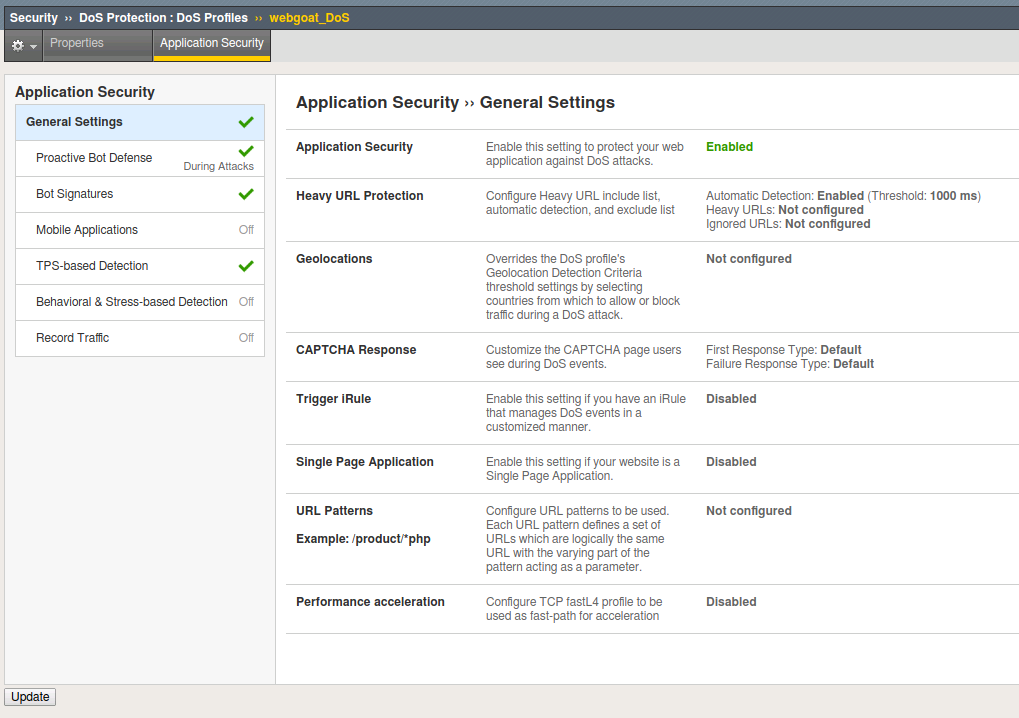 Security ›› DoS Protection : DoS Profiles ›› webgoat_DoS
Properties
Application Security
Application Security
General Settings
Proactive Bot Defense
During Attacks
Bot Signatures
Mobile Applications Off
TPS-based Detection
Behavioral & Stress-based Detection Off
Record Traffic Off
Application Security ›› General Settings
Application Security
Enable this setting to protect your web
application against DoS attacks.
Enabled
Heavy URL Protection
Configure Heavy URL include list,
automatic detection, and exclude list
Automatic Detection: Enabled (Threshold: 1000 ms)
Heavy URLs: Not configured
Ignored URLs: Not configured
Geolocations
Overrides the DoS profile's
Geolocation Detection Criteria
threshold settings by selecting
countries from which to allow or block
traffic during a DoS attack.
Not configured
CAPTCHA Response
Customize the CAPTCHA page users
see during DoS events.
First Response Type: Default
Failure Response Type: Default
Trigger iRule
Enable this setting if you have an iRule
that manages DoS events in a
customized manner.
Disabled
Single Page Application
Enable this setting if your website is a
Single Page Application.
Disabled
URL Patterns
Example: /product/*php
Configure URL patterns to be used.
Each URL pattern defines a set of
URLs which are logically the same
URL with the varying part of the
pattern acting as a parameter.
Not configured
Performance acceleration
Configure TCP fastL4 profile to be
used as fast-path for acceleration
Disabled
Update